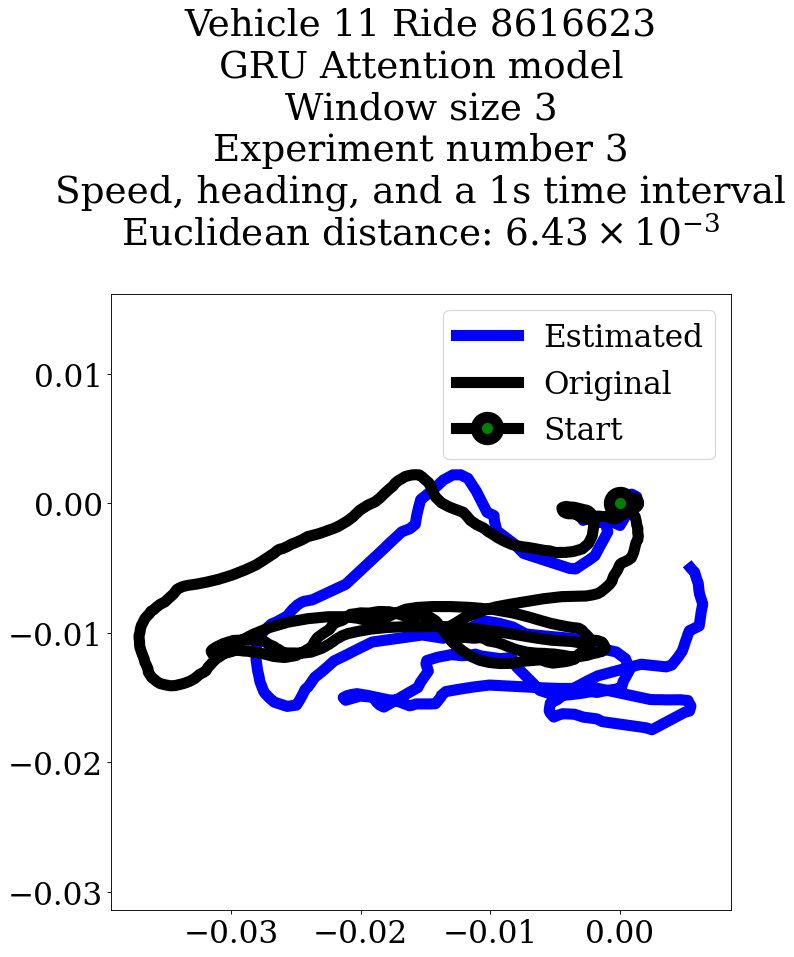 Vehicle 11 Ride 8616623
GRU Attention model
Window size 3
Experiment number 3
Speed, heading, and a 1s time interval
Euclidean distance: 6.43 × 10⁻³
Estimated
Original
Start
0.01
0.00
−0.01
−0.02
−0.03
−0.03 −0.02 −0.01 0.00